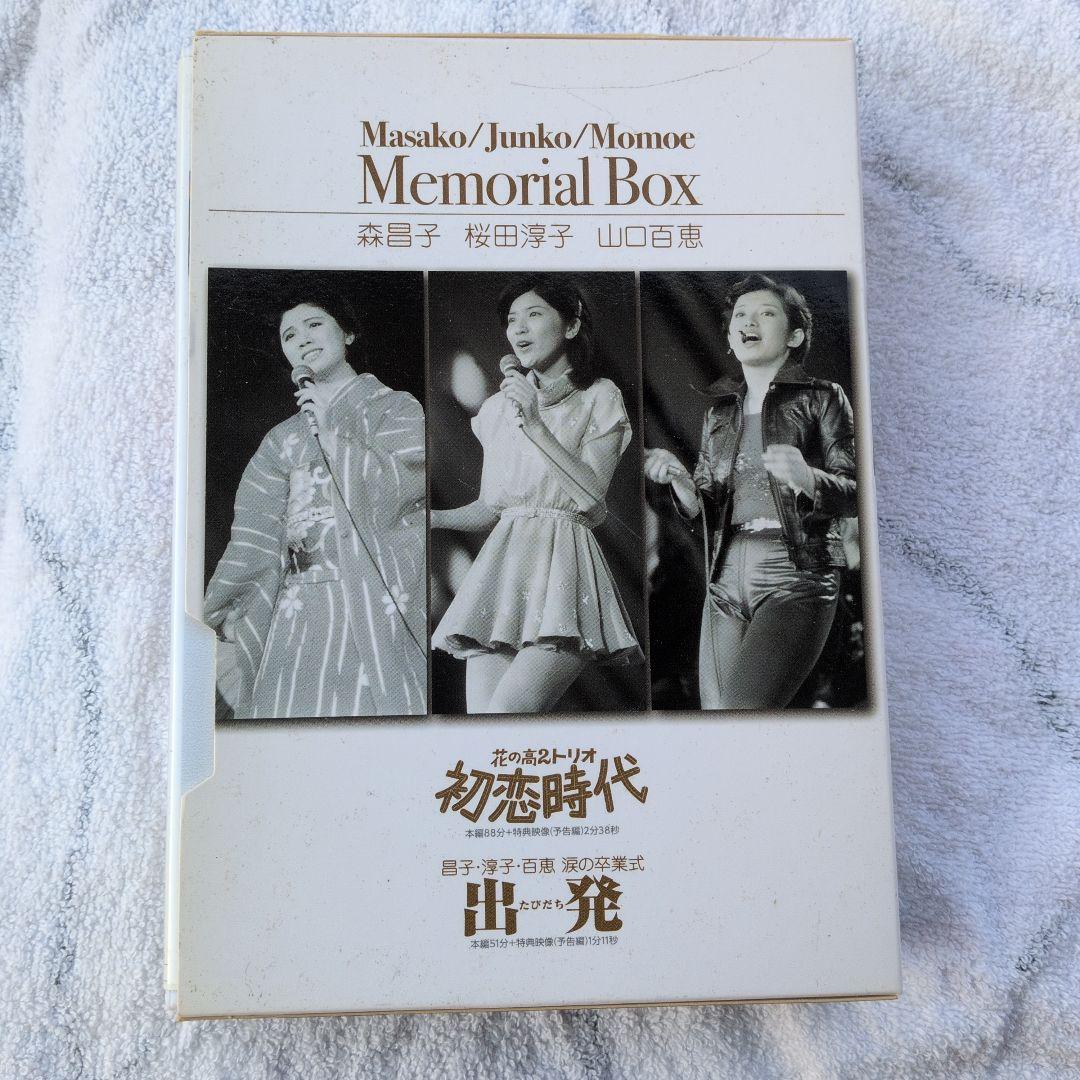 Masako/Junko/Momoe
Memorial Box
森昌子 桜田淳子 山口百恵
花の高2トリオ
初恋時代
本編88分+特典映像(予告編)2分38秒
昌子・淳子・百恵 涙の卒業式
出発
たびだち
本編51分+特典映像(予告編)1分11秒